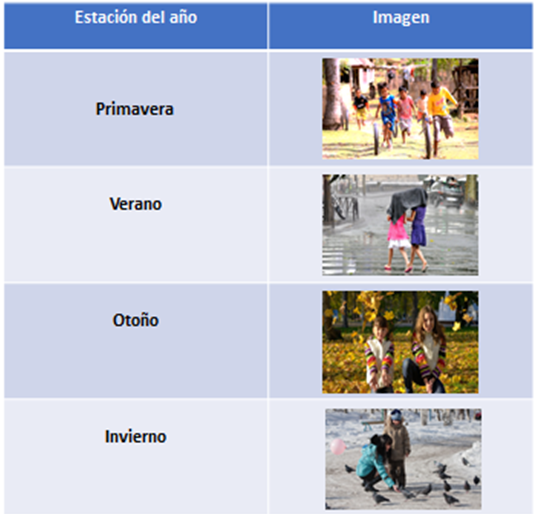 Estación del año
Imagen
Primavera
Verano
Otoño
Invierno